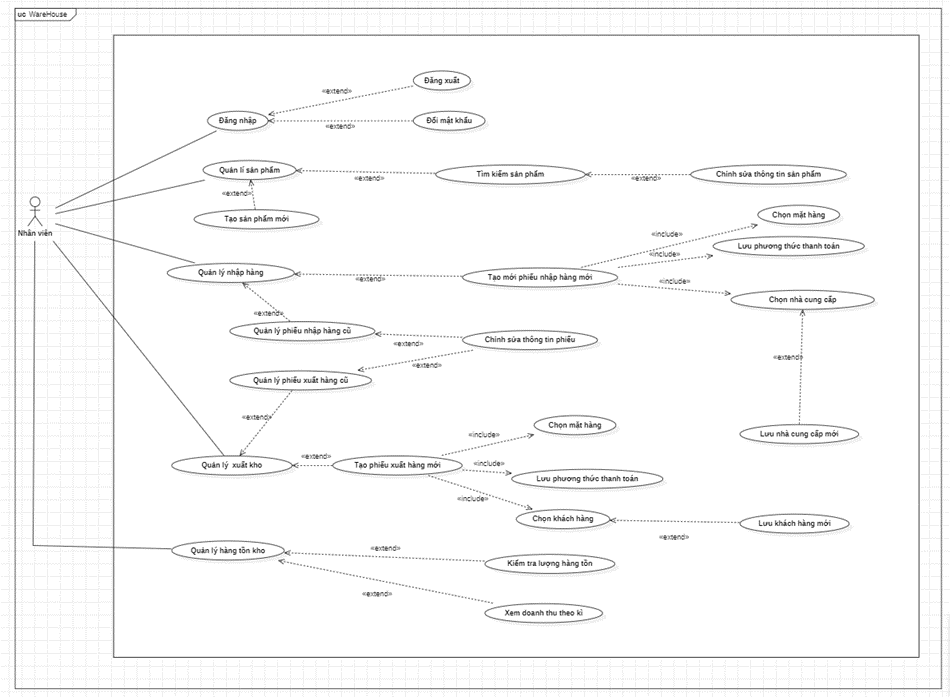 uc WareHouse
Đăng xuất
«extend»
Đăng nhập
«extend»
Đổi mật khẩu
Quản lí sản phẩm
«extend»
Tìm kiếm sản phẩm
«extend»
Chỉnh sửa thông tin sản phẩm
«extend»
Tạo sản phẩm mới
Nhân viên
Chọn mặt hàng
«include»
Lưu phương thức thanh toán
«include»
Quản lý nhập hàng
«extend»
Tạo mới phiếu nhập hàng mới
«include»
Chọn nhà cung cấp
«extend»
Quản lý phiếu nhập hàng cũ
«extend»
Chỉnh sửa thông tin phiếu
«extend»
«extend»
Quản lý phiếu xuất hàng cũ
«extend»
Chọn mặt hàng
«include»
Lưu nhà cung cấp mới
Quản lý xuất kho
«extend»
Tạo phiếu xuất hàng mới
«include»
Lưu phương thức thanh toán
«include»
Chọn khách hàng
Lưu khách hàng mới
«extend»
Quản lý hàng tồn kho
«extend»
Kiểm tra lượng hàng tồn
«extend»
Xem doanh thu theo kì